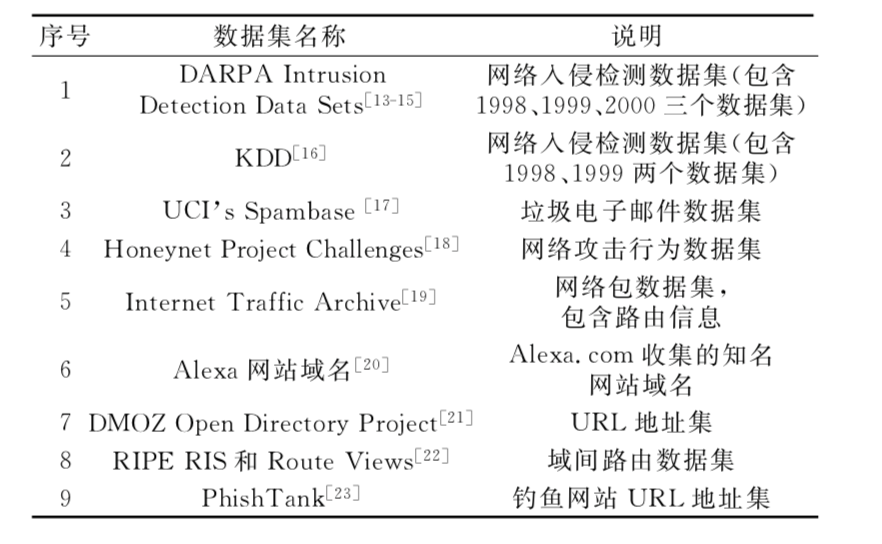 序号 数据集名称 说明
1 DARPA Intrusion Detection Data Sets[13-15] 网络入侵检测数据集(包含1998、1999、2000三个数据集)
2 KDD[16] 网络入侵检测数据集(包含1998、1999两个数据集)
3 UCI's Spambase [17] 垃圾电子邮件数据集
4 Honeynet Project Challenges[18] 网络攻击行为数据集
5 Internet Traffic Archive[19] 网络包数据集,包含路由信息
6 Alexa 网站域名[20] Alexa.com 收集的知名网站域名
7 DMOZ Open Directory Project[21] URL 地址集
8 RIPE RIS 和 Route Views[22] 域间路由数据集
9 PhishTank[23] 钓鱼网站 URL 地址集